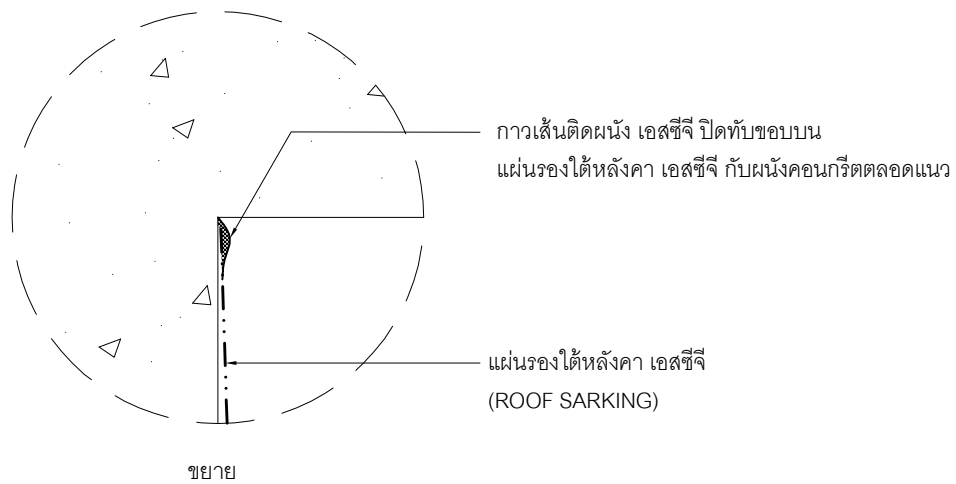 กาวเส้นติดผนัง เอสซีจี ปิดทับขอบบน
แผ่นรองใต้หลังคา เอสซีจี กับผนังคอนกรีตตลอดแนว
แผ่นรองใต้หลังคา เอสซีจี
(ROOF SARKING)
ขยาย